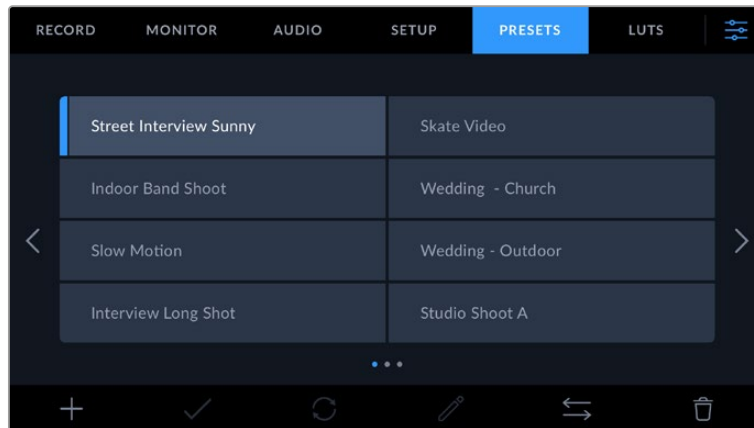 RECORD MONITOR AUDIO SETUP PRESETS LUTS
Street Interview Sunny Skate Video
Indoor Band Shoot Wedding - Church
Slow Motion Wedding - Outdoor
Interview Long Shot Studio Shoot A